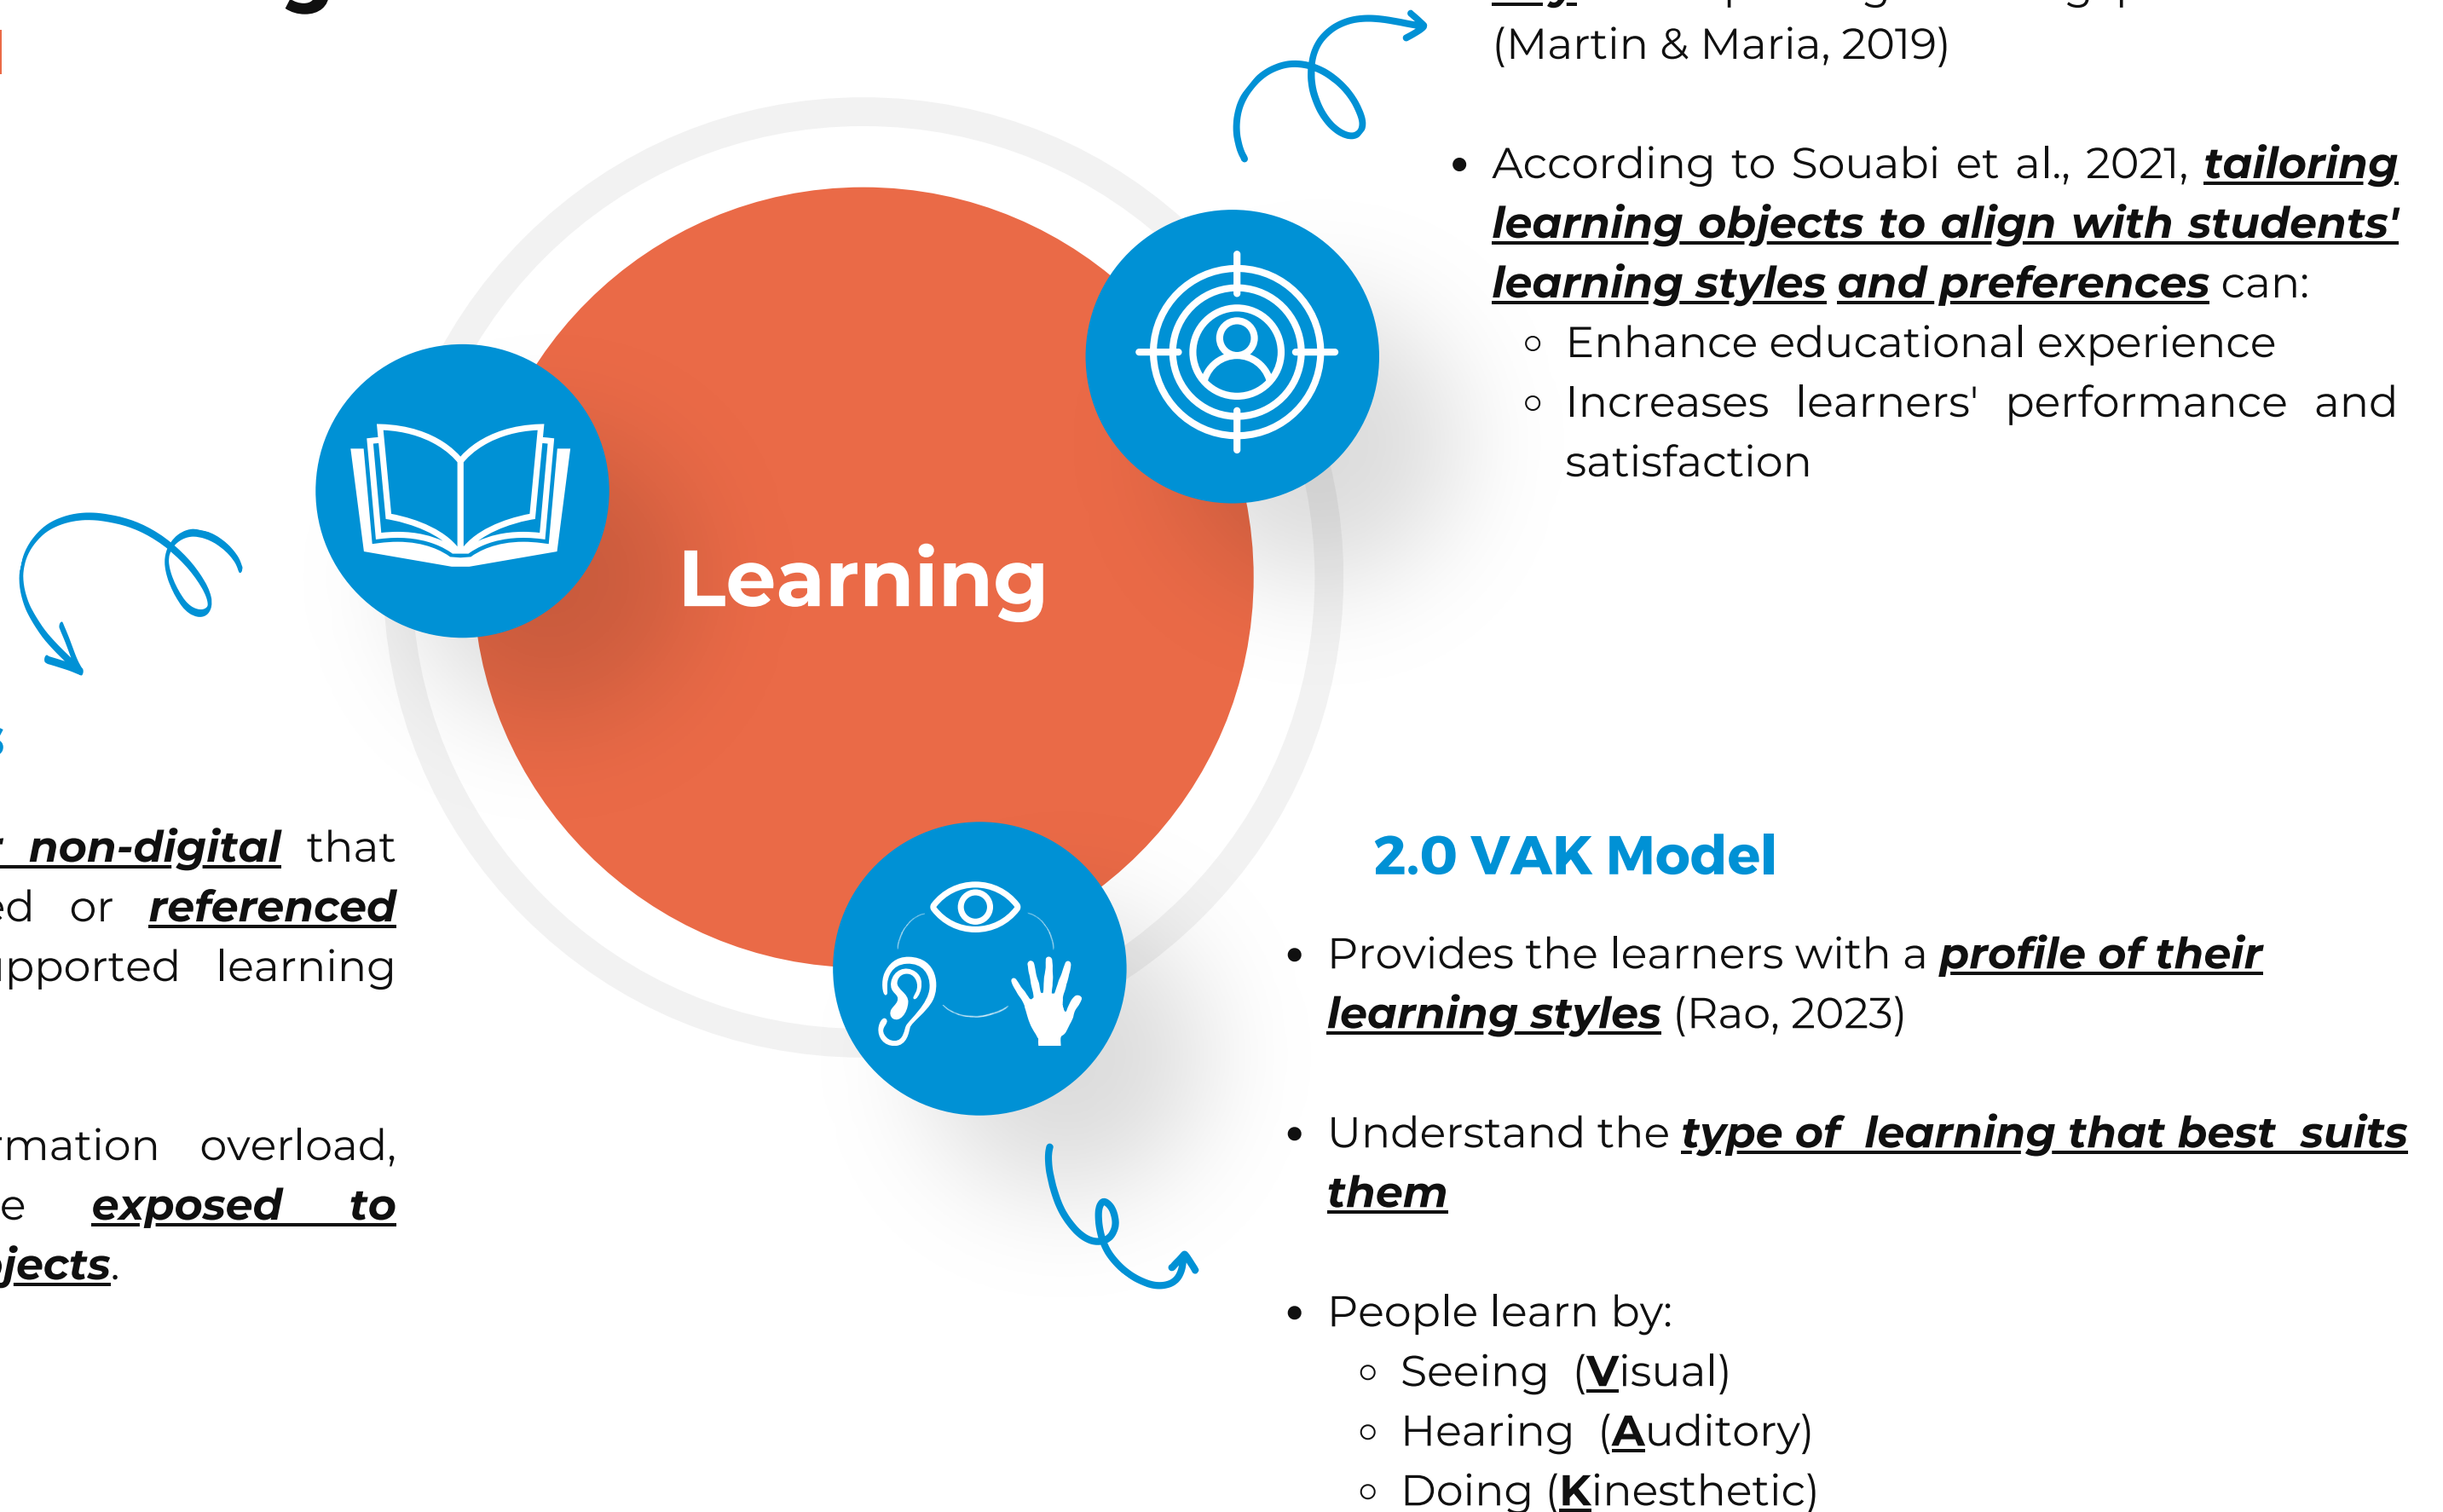 (Martin & Maria, 2019)
According to Souabi et al., 2021, tailoring
learning objects to align with students'
learning styles and preferences can:
Enhance educational experience
Increases learners' performance and
satisfaction
Learning
non-digital that
or referenced
learning
overload,
exposed to
2.0 VAK Model
Provides the learners with a profile of their
learning styles (Rao, 2023)
Understand the type of learning that best suits
them
People learn by:
Seeing (Visual)
Hearing (Auditory)
Doing (Kinesthetic)